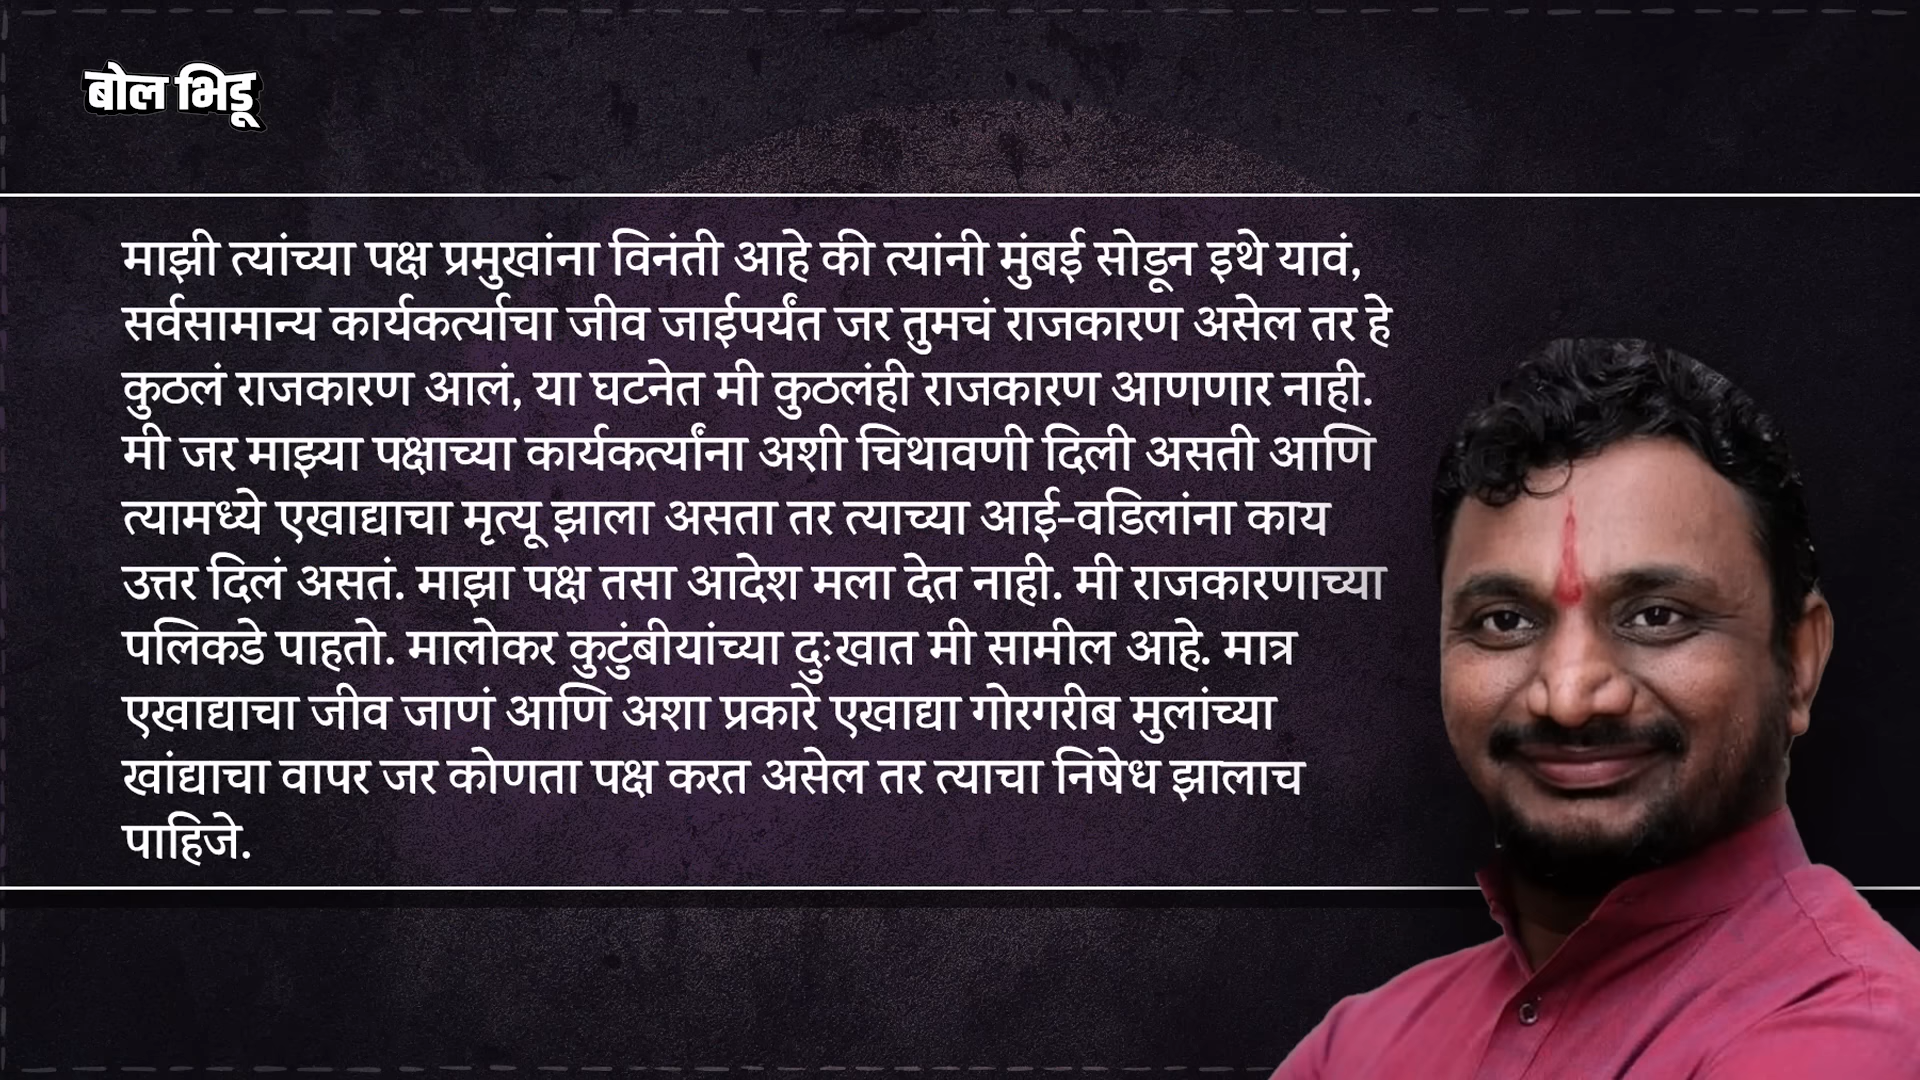 बोल भिडू
माझी त्यांच्या पक्ष प्रमुखांना विनंती आहे की त्यांनी मुंबई सोडून इथे यावं,
सर्वसामान्य कार्यकर्त्याचा जीव जाईपर्यंत जर तुमचं राजकारण असेल तर हे
कुठलं राजकारण आलं, या घटनेत मी कुठलंही राजकारण आणणार नाही.
मी जर माझ्या पक्षाच्या कार्यकर्त्यांना अशी चिथावणी दिली असती आणि
त्यामध्ये एखाद्याचा मृत्यू झाला असता तर त्याच्या आई-वडिलांना काय
उत्तर दिलं असतं. माझा पक्ष तसा आदेश मला देत नाही. मी राजकारणाच्या
पलिकडे पाहतो. मालोकर कुटुंबीयांच्या दुःखात मी सामील आहे. मात्र
एखाद्याचा जीव जाणं आणि अशा प्रकारे एखाद्या गोरगरीब मुलांच्या
खांद्याचा वापर जर कोणता पक्ष करत असेल तर त्याचा निषेध झालाच
पाहिजे.